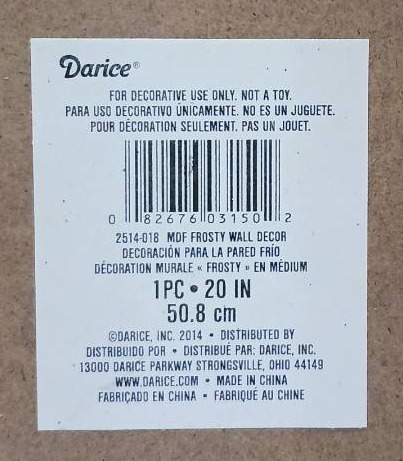 Darice®
FOR DECORATIVE USE ONLY. NOT A TOY.
PARA USO DECORATIVO ÚNICAMENTE. NO ES UN JUGUETE.
POUR DÉCORATION SEULEMENT. PAS UN JOUET.
0 82676 03150 2
2514-018 MDF FROSTY WALL DECOR
DECORACIÓN PARA LA PARED FRÍO
DÉCORATION MURALE « FROSTY » EN MÉDIUM
1PC • 20 IN
50.8 cm
©DARICE, INC. 2014 • DISTRIBUTED BY
DISTRIBUIDO POR • DISTRIBUÉ PAR: DARICE, INC.
13000 DARICE PARKWAY STRONGSVILLE, OHIO 44149
WWW.DARICE.COM • MADE IN CHINA
FABRICADO EN CHINA • FABRIQUÉ AU CHINE